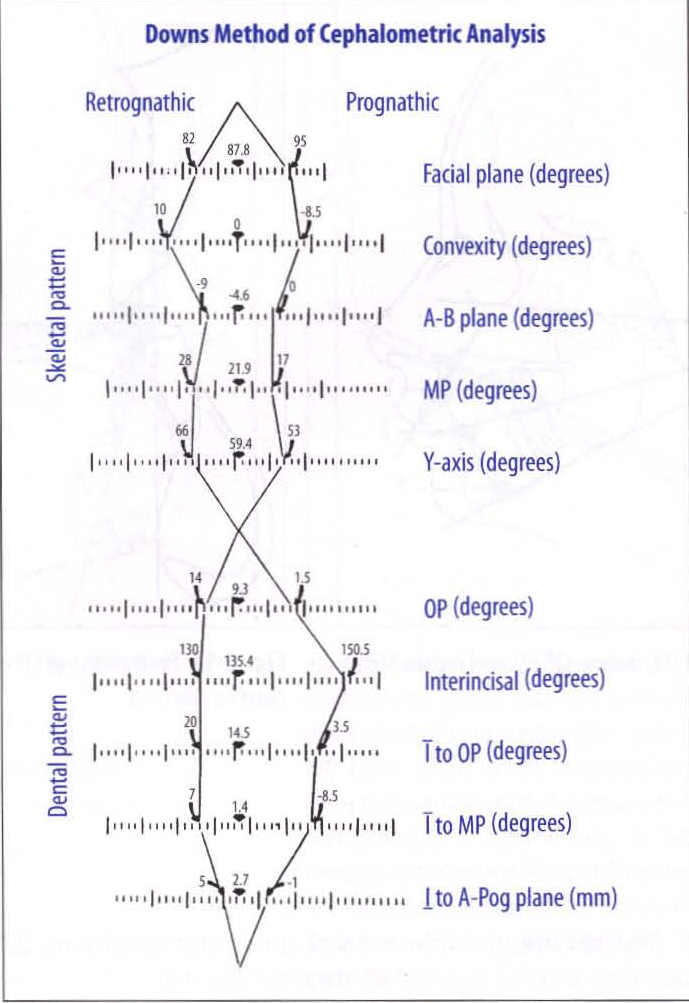 Downs Method of Cephalometric Analysis
Retrognathic Prognathic
82 87.8 95 Facial plane (degrees)
10 0 -8.5 Convexity (degrees)
-9 -4.6 0 A-B plane (degrees)
28 21.9 17 MP (degrees)
66 59.4 53 Y-axis (degrees)
Skeletal pattern
14 9.3 1.5 OP (degrees)
130 135.4 150.5 Interincisal (degrees)
20 14.5 3.5 I̅ to OP (degrees)
7 1.4 -8.5 I̅ to MP (degrees)
5 2.7 -1 I̲ to A-Pog plane (mm)
Dental pattern